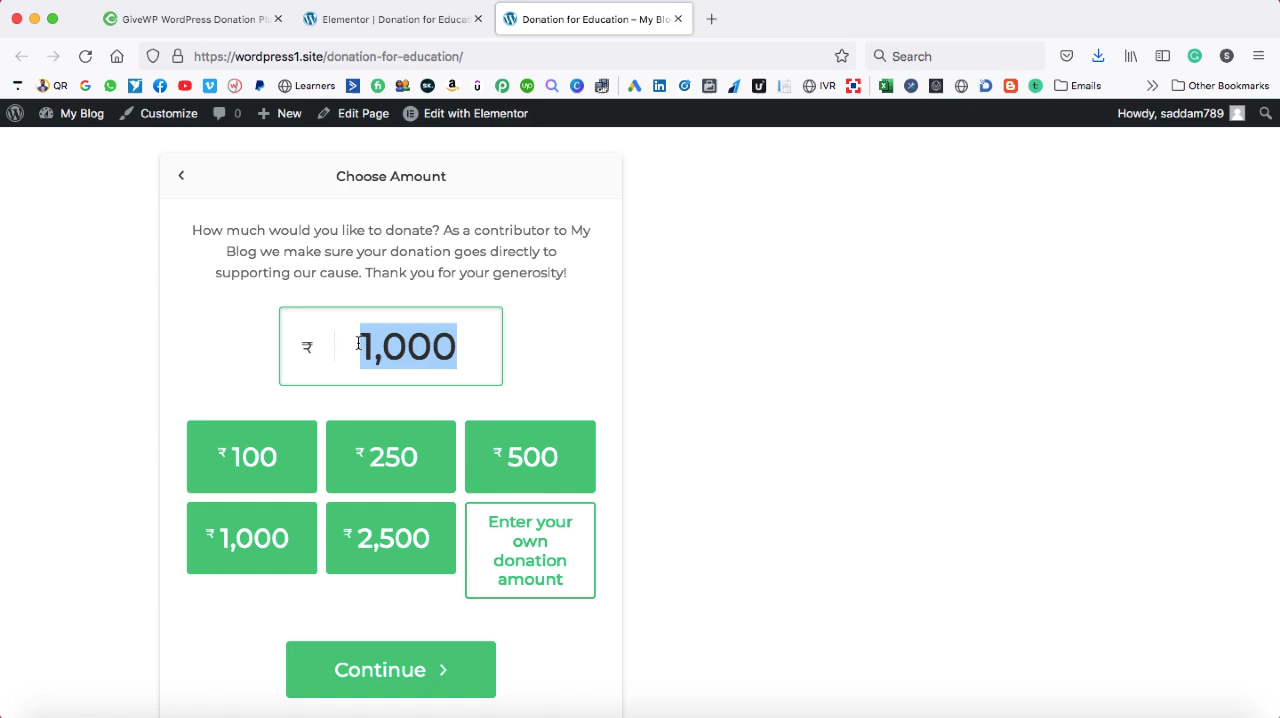 GiveWP WordPress Donation Plu
Elementor | Donation for Educat
Donation for Education – My Blo
https://wordpress1.site/donation-for-education/
Search
QR
Learners
IVR
Emails
Other Bookmarks
My Blog
Customize
0
New
Edit Page
Edit with Elementor
Howdy, saddam789
Choose Amount
How much would you like to donate? As a contributor to My
Blog we make sure your donation goes directly to
supporting our cause. Thank you for your generosity!
₹ 1,000
₹ 100
₹ 250
₹ 500
₹ 1,000
₹ 2,500
Enter your
own
donation
amount
Continue